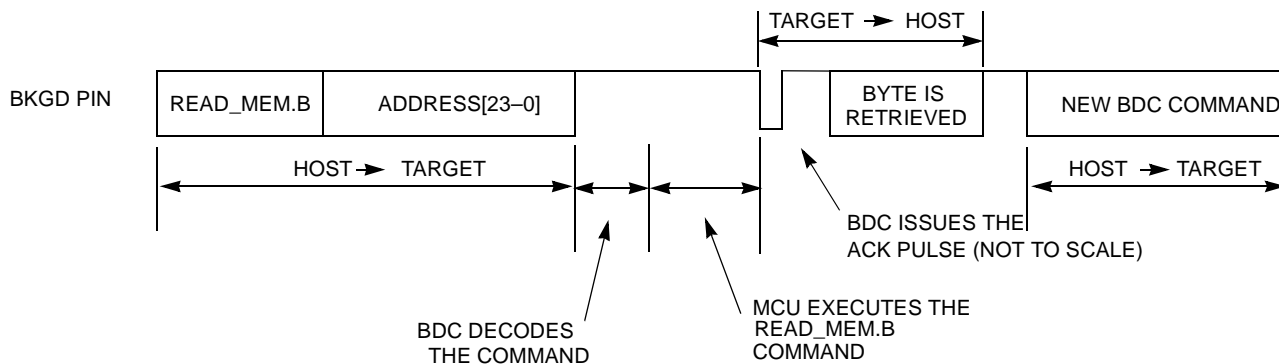 TARGET → HOST
BKGD PIN
READ_MEM.B
ADDRESS[23–0]
BYTE IS
RETRIEVED
NEW BDC COMMAND
HOST → TARGET
HOST → TARGET
BDC ISSUES THE
ACK PULSE (NOT TO SCALE)
BDC DECODES
THE COMMAND
MCU EXECUTES THE
READ_MEM.B
COMMAND